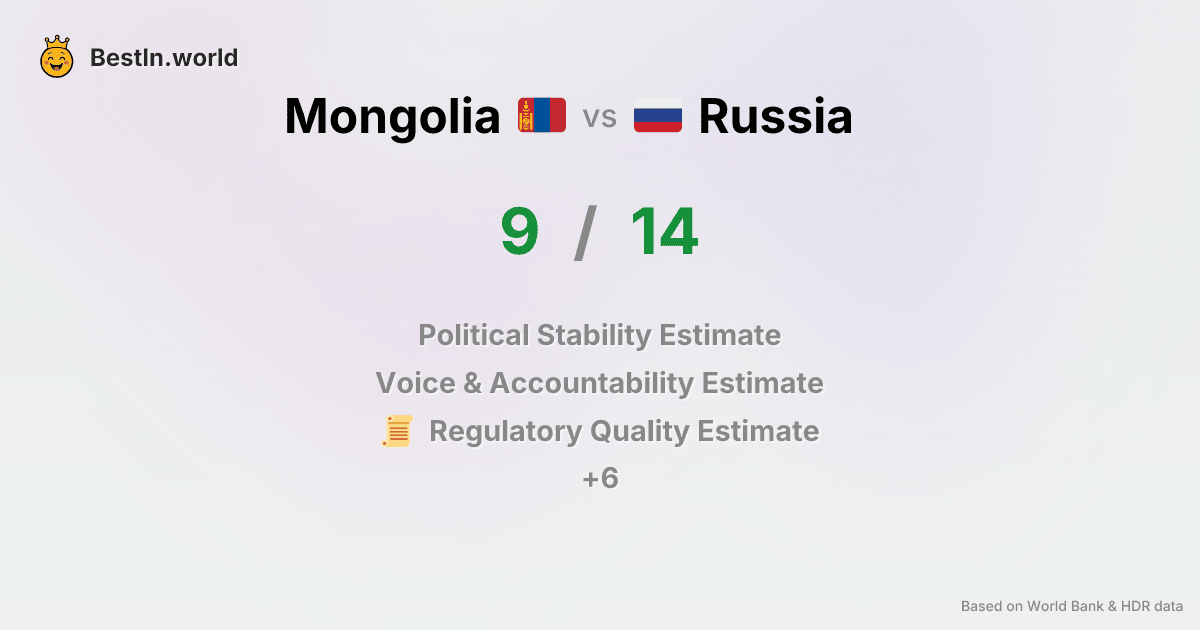 BestIn.world
Mongolia vs Russia
9 / 14
Political Stability Estimate
Voice & Accountability Estimate
Regulatory Quality Estimate
+6
Based on World Bank & HDR data